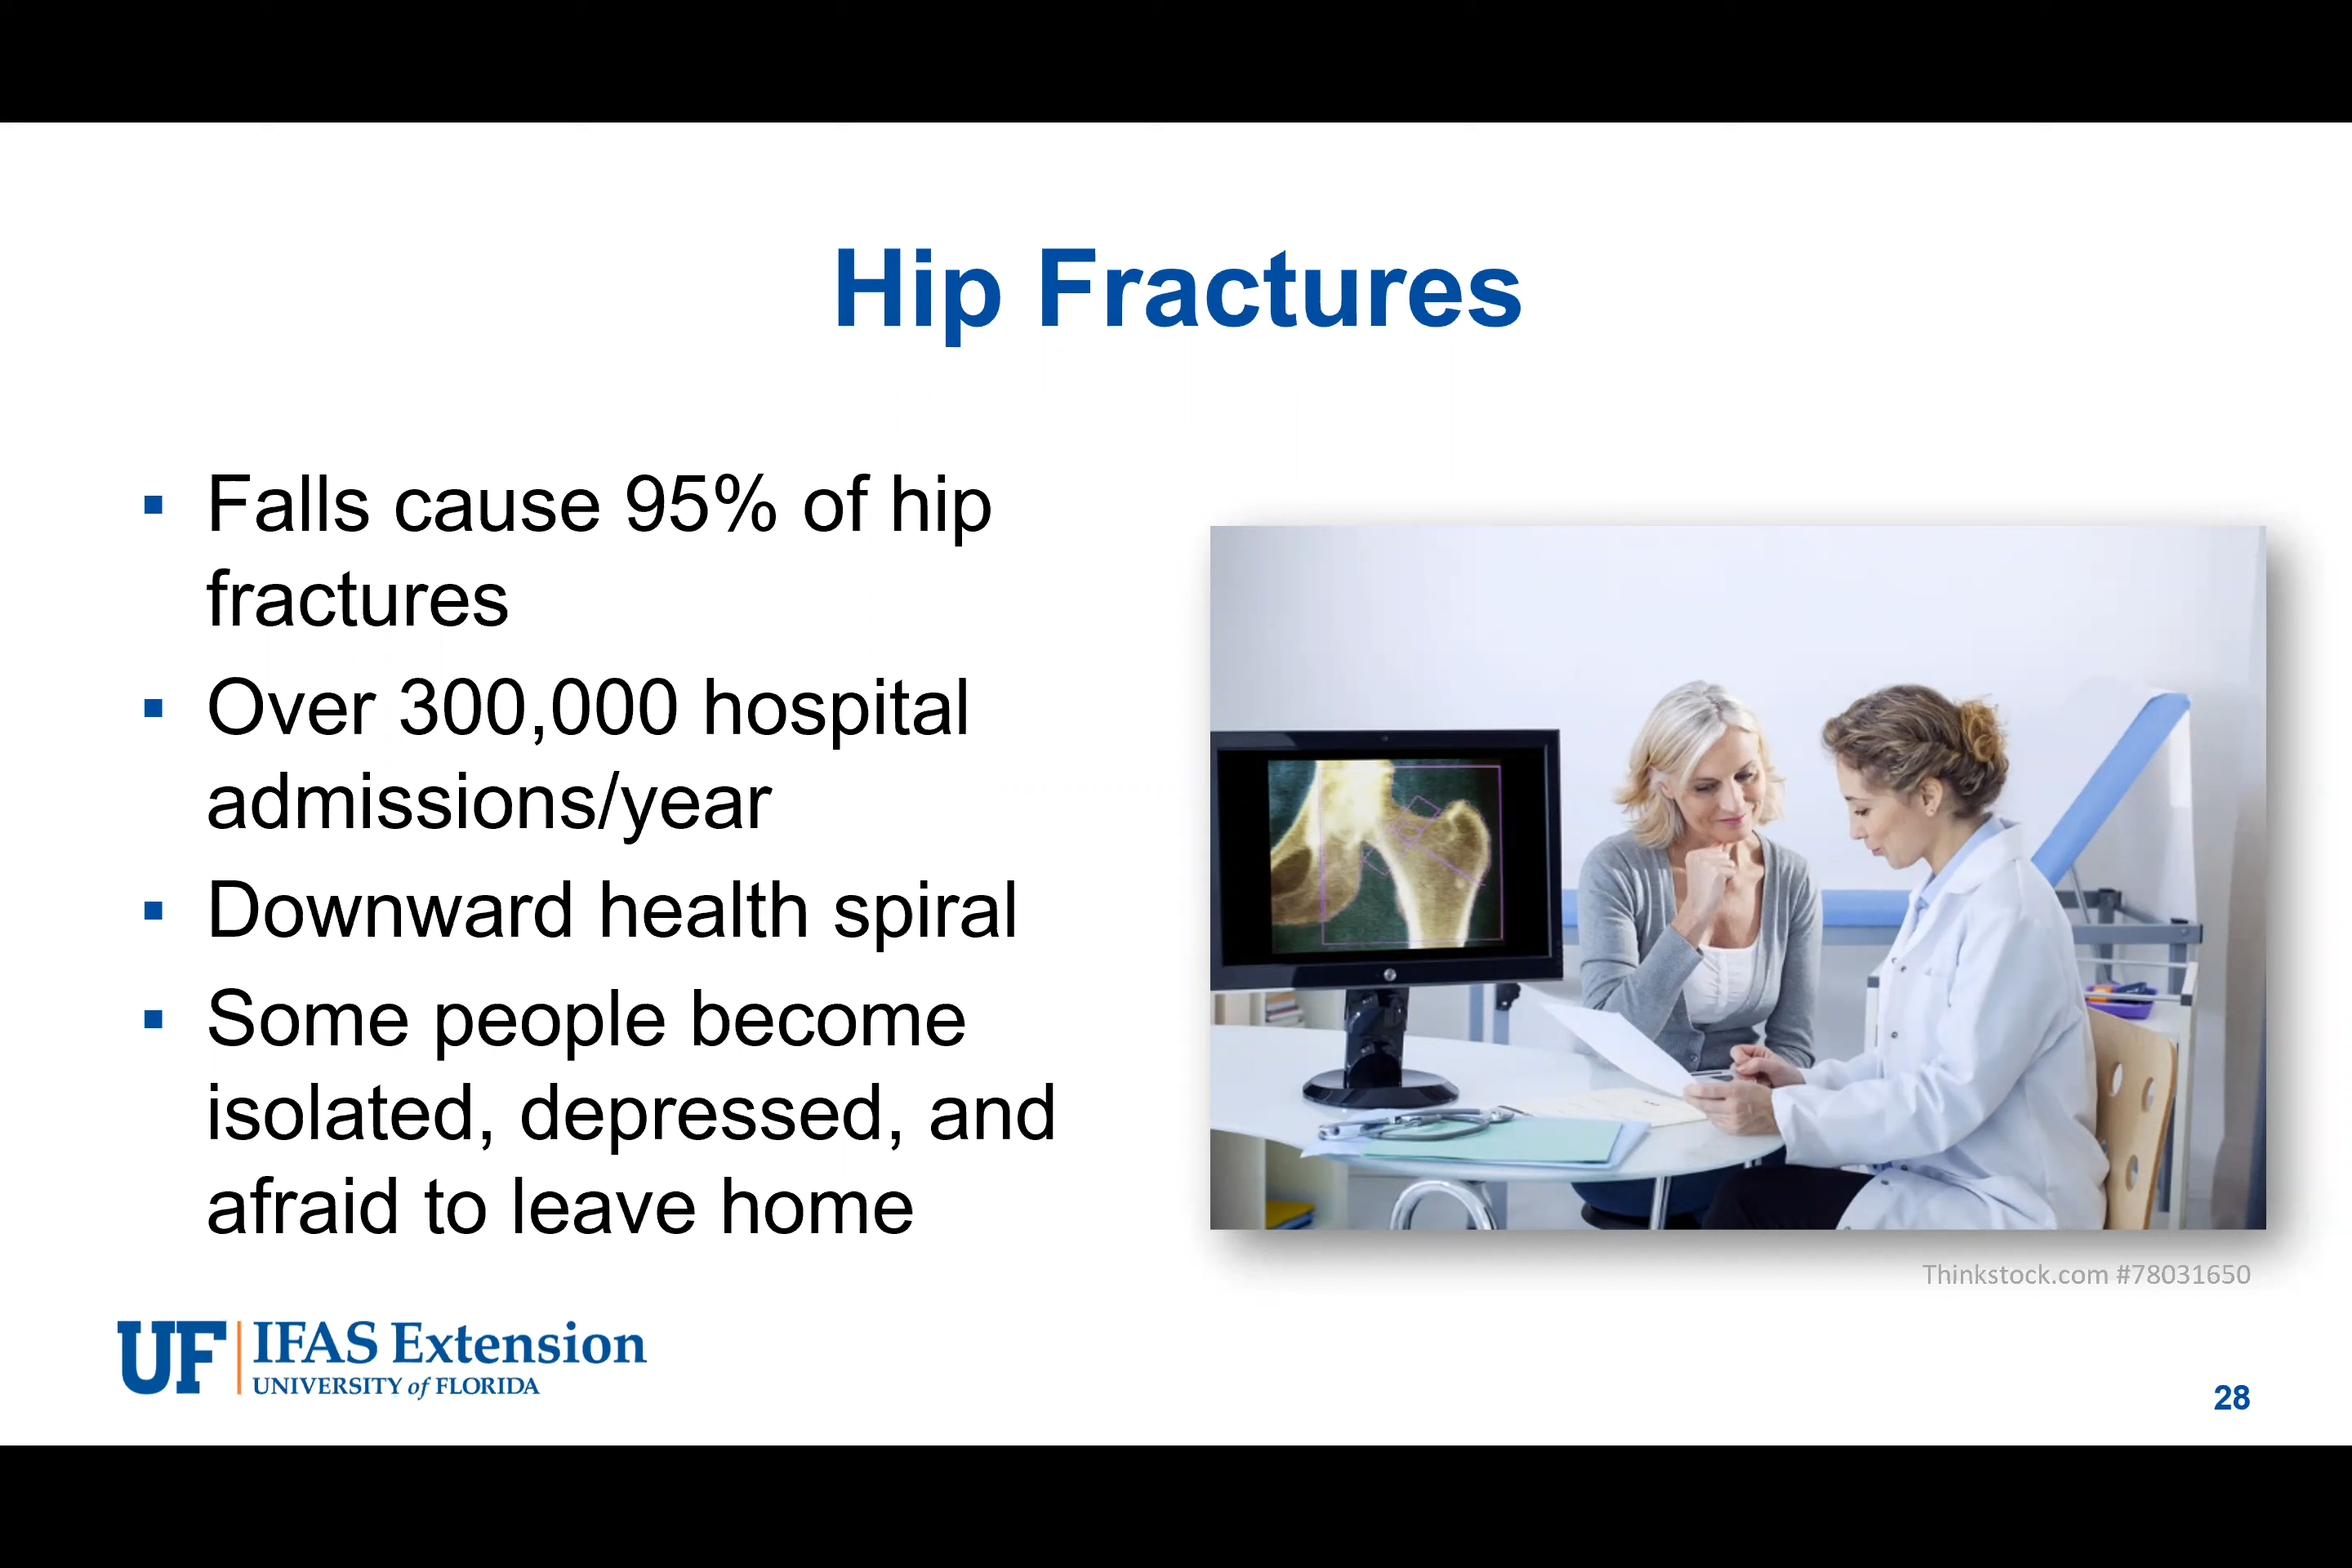 Hip Fractures
▪ Falls cause 95% of hip
fractures
▪ Over 300,000 hospital
admissions/year
▪ Downward health spiral
▪ Some people become
isolated, depressed, and
afraid to leave home
Thinkstock.com #78031650
UF IFAS Extension
UNIVERSITY of FLORIDA
28